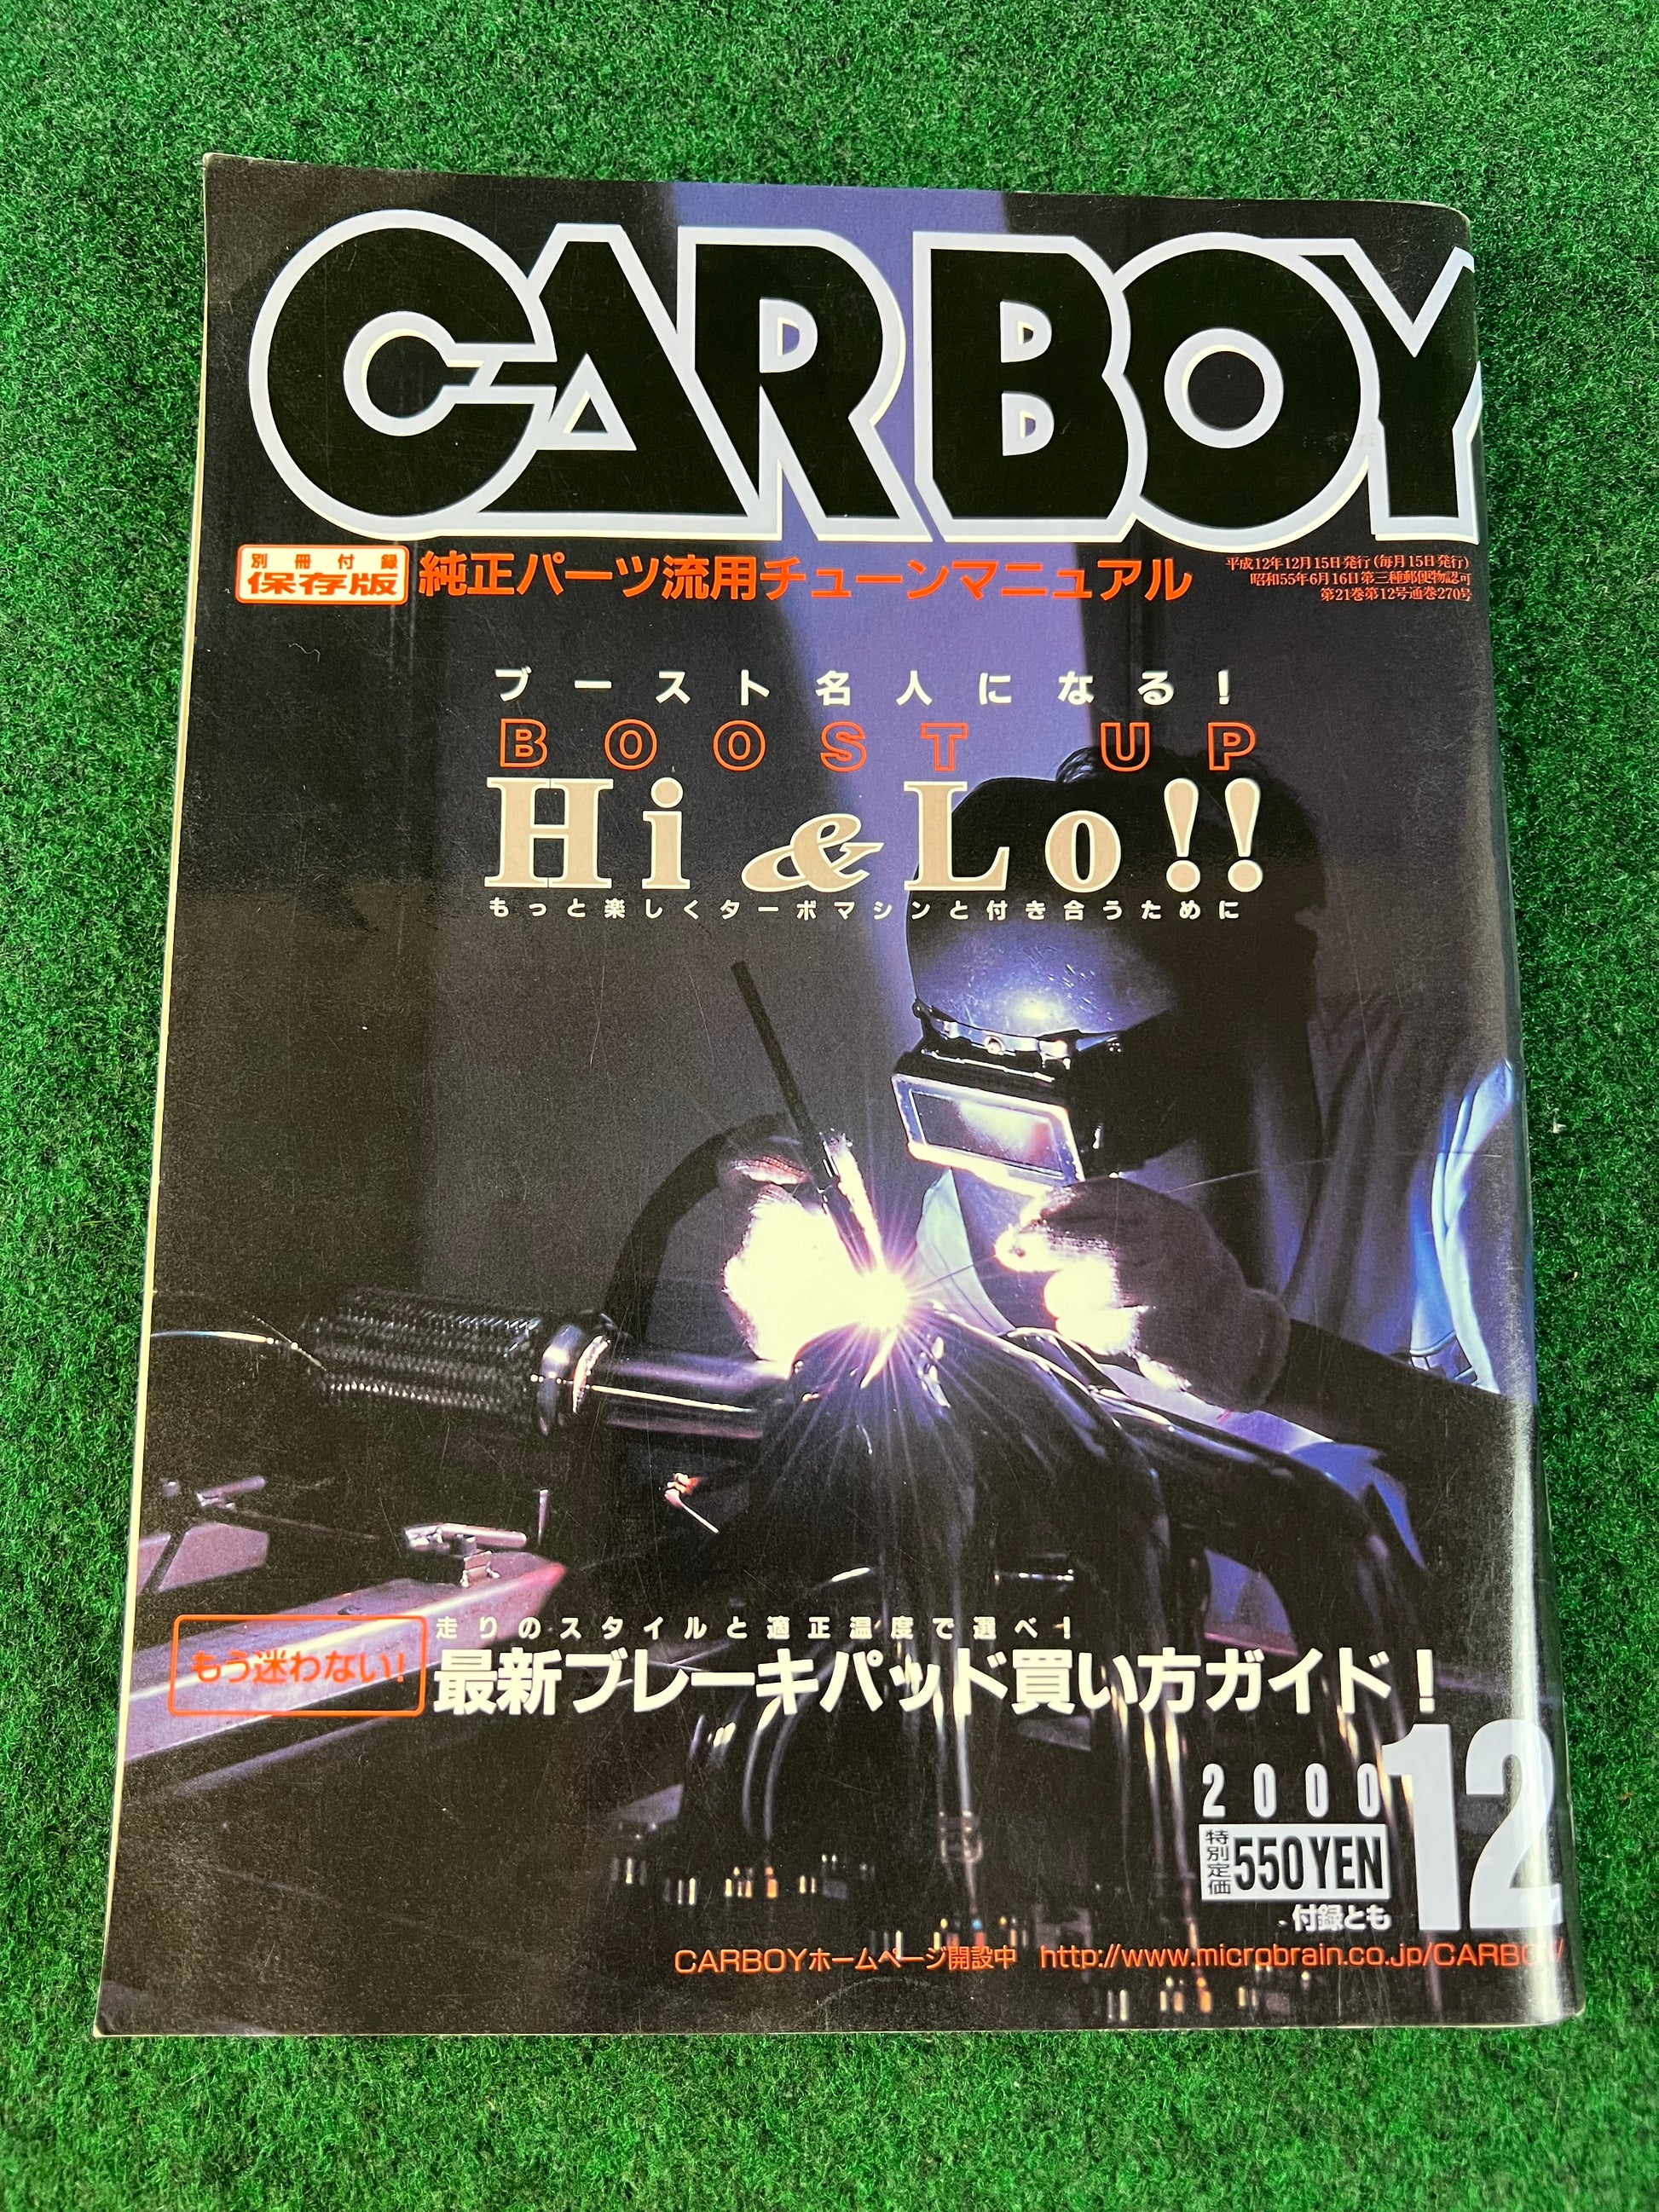 CARBOY
別冊付録
保存版
純正パーツ流用チューンマニュアル
平成12年12月15日発行(毎月15日発行)
昭和55年6月16日第三種郵便物認可
第21巻第12号通巻270号
ブースト名人になる!
BOOST UP
Hi & Lo!!
もっと楽しくターボマシンと付き合うために
走りのスタイルと適正温度で選べ!
もう迷わない!
最新ブレーキパッド買い方ガイド!
2000
12
特別定価
550YEN
付録とも
CARBOYホームページ開設中 http://www.microbrain.co.jp/CARBOY/